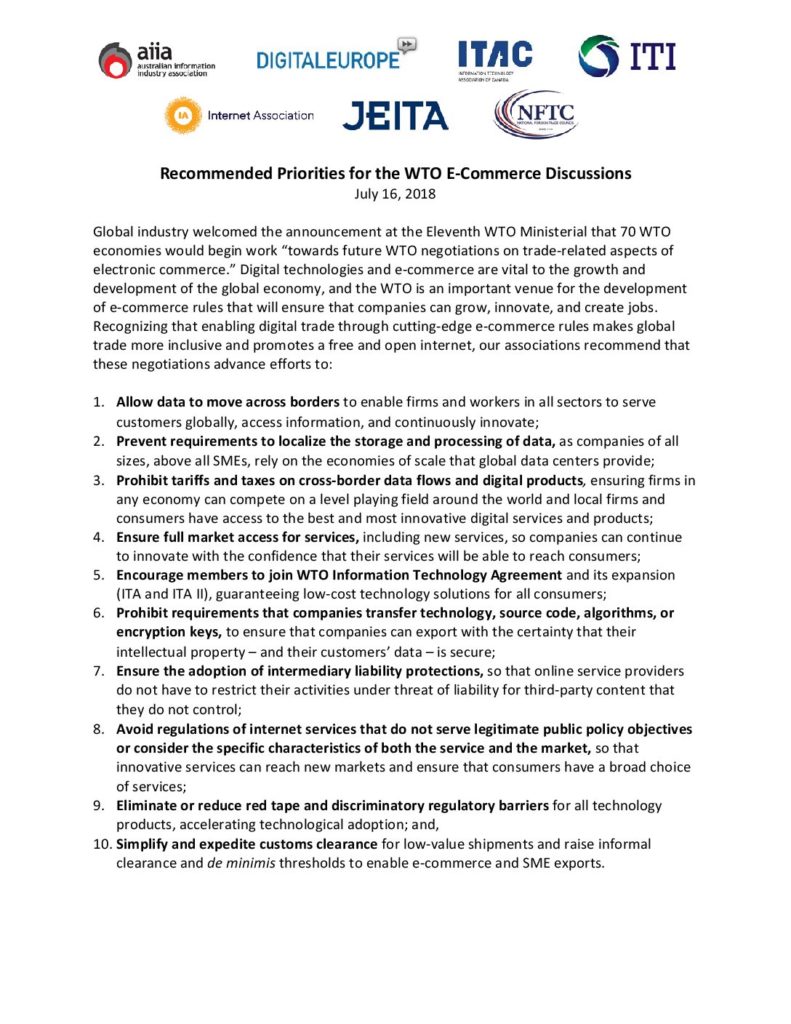 aiia
australian information
industry association
DIGITALEUROPE
ITAC
INFORMATION TECHNOLOGY
ASSOCIATION OF CANADA
ITI
IA
Internet Association
JEITA
NFTC
NATIONAL FOREIGN TRADE COUNCIL
Recommended Priorities for the WTO E-Commerce Discussions
July 16, 2018
Global industry welcomed the announcement at the Eleventh WTO Ministerial that 70 WTO
economies would begin work “towards future WTO negotiations on trade-related aspects of
electronic commerce.” Digital technologies and e-commerce are vital to the growth and
development of the global economy, and the WTO is an important venue for the development
of e-commerce rules that will ensure that companies can grow, innovate, and create jobs.
Recognizing that enabling digital trade through cutting-edge e-commerce rules makes global
trade more inclusive and promotes a free and open internet, our associations recommend that
these negotiations advance efforts to:
1. Allow data to move across borders to enable firms and workers in all sectors to serve
customers globally, access information, and continuously innovate;
2. Prevent requirements to localize the storage and processing of data, as companies of all
sizes, above all SMEs, rely on the economies of scale that global data centers provide;
3. Prohibit tariffs and taxes on cross-border data flows and digital products, ensuring firms in
any economy can compete on a level playing field around the world and local firms and
consumers have access to the best and most innovative digital services and products;
4. Ensure full market access for services, including new services, so companies can continue
to innovate with the confidence that their services will be able to reach consumers;
5. Encourage members to join WTO Information Technology Agreement and its expansion
(ITA and ITA II), guaranteeing low-cost technology solutions for all consumers;
6. Prohibit requirements that companies transfer technology, source code, algorithms, or
encryption keys, to ensure that companies can export with the certainty that their
intellectual property – and their customers’ data – is secure;
7. Ensure the adoption of intermediary liability protections, so that online service providers
do not have to restrict their activities under threat of liability for third-party content that
they do not control;
8. Avoid regulations of internet services that do not serve legitimate public policy objectives
or consider the specific characteristics of both the service and the market, so that
innovative services can reach new markets and ensure that consumers have a broad choice
of services;
9. Eliminate or reduce red tape and discriminatory regulatory barriers for all technology
products, accelerating technological adoption; and,
10. Simplify and expedite customs clearance for low-value shipments and raise informal
clearance and de minimis thresholds to enable e-commerce and SME exports.